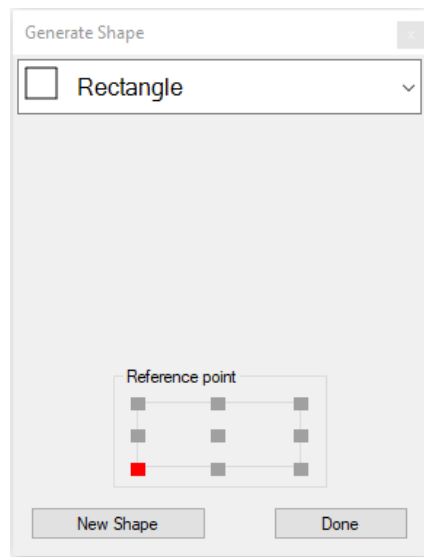 Generate Shape
Rectangle
Reference point
New Shape
Done